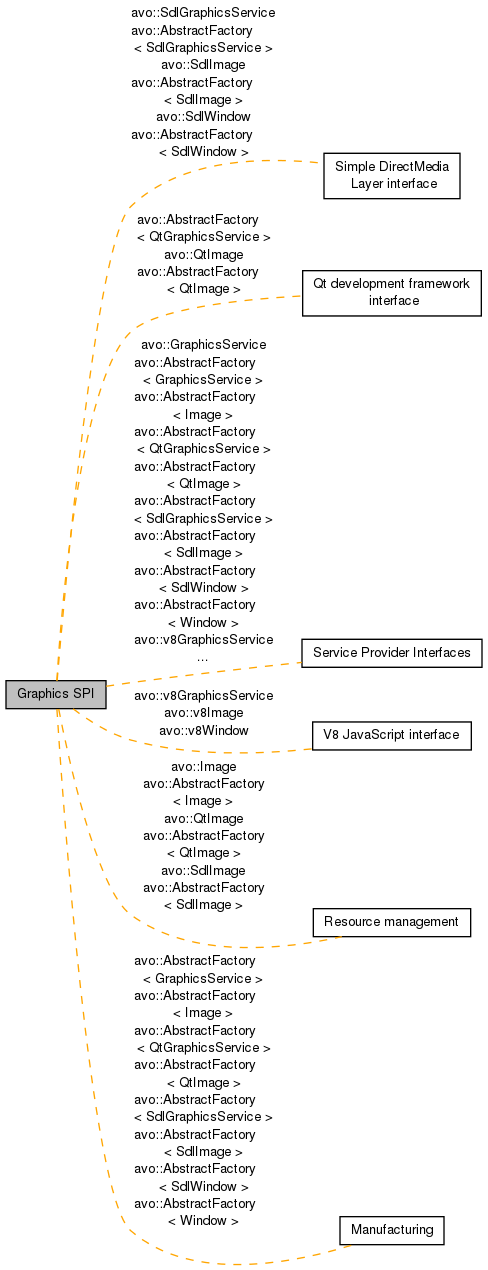 avo::SdlGraphicsService
avo::AbstractFactory
< SdlGraphicsService >
avo::SdlImage
avo::AbstractFactory
< SdlImage >
avo::SdlWindow
avo::AbstractFactory
< SdlWindow >
Simple DirectMedia
Layer interface
avo::AbstractFactory
< QtGraphicsService >
avo::QtImage
avo::AbstractFactory
< QtImage >
Qt development framework
interface
avo::GraphicsService
avo::AbstractFactory
< GraphicsService >
avo::AbstractFactory
< Image >
avo::AbstractFactory
< QtGraphicsService >
avo::AbstractFactory
< QtImage >
avo::AbstractFactory
< SdlGraphicsService >
avo::AbstractFactory
< SdlImage >
avo::AbstractFactory
< SdlWindow >
avo::AbstractFactory
< Window >
avo::v8GraphicsService
...
Service Provider Interfaces
Graphics SPI
avo::v8GraphicsService
avo::v8Image
avo::v8Window
V8 JavaScript interface
avo::Image
avo::AbstractFactory
< Image >
avo::QtImage
avo::AbstractFactory
< QtImage >
avo::SdlImage
avo::AbstractFactory
< SdlImage >
Resource management
avo::AbstractFactory
< GraphicsService >
avo::AbstractFactory
< Image >
avo::AbstractFactory
< QtGraphicsService >
avo::AbstractFactory
< QtImage >
avo::AbstractFactory
< SdlGraphicsService >
avo::AbstractFactory
< SdlImage >
avo::AbstractFactory
< SdlWindow >
avo::AbstractFactory
< Window >
Manufacturing